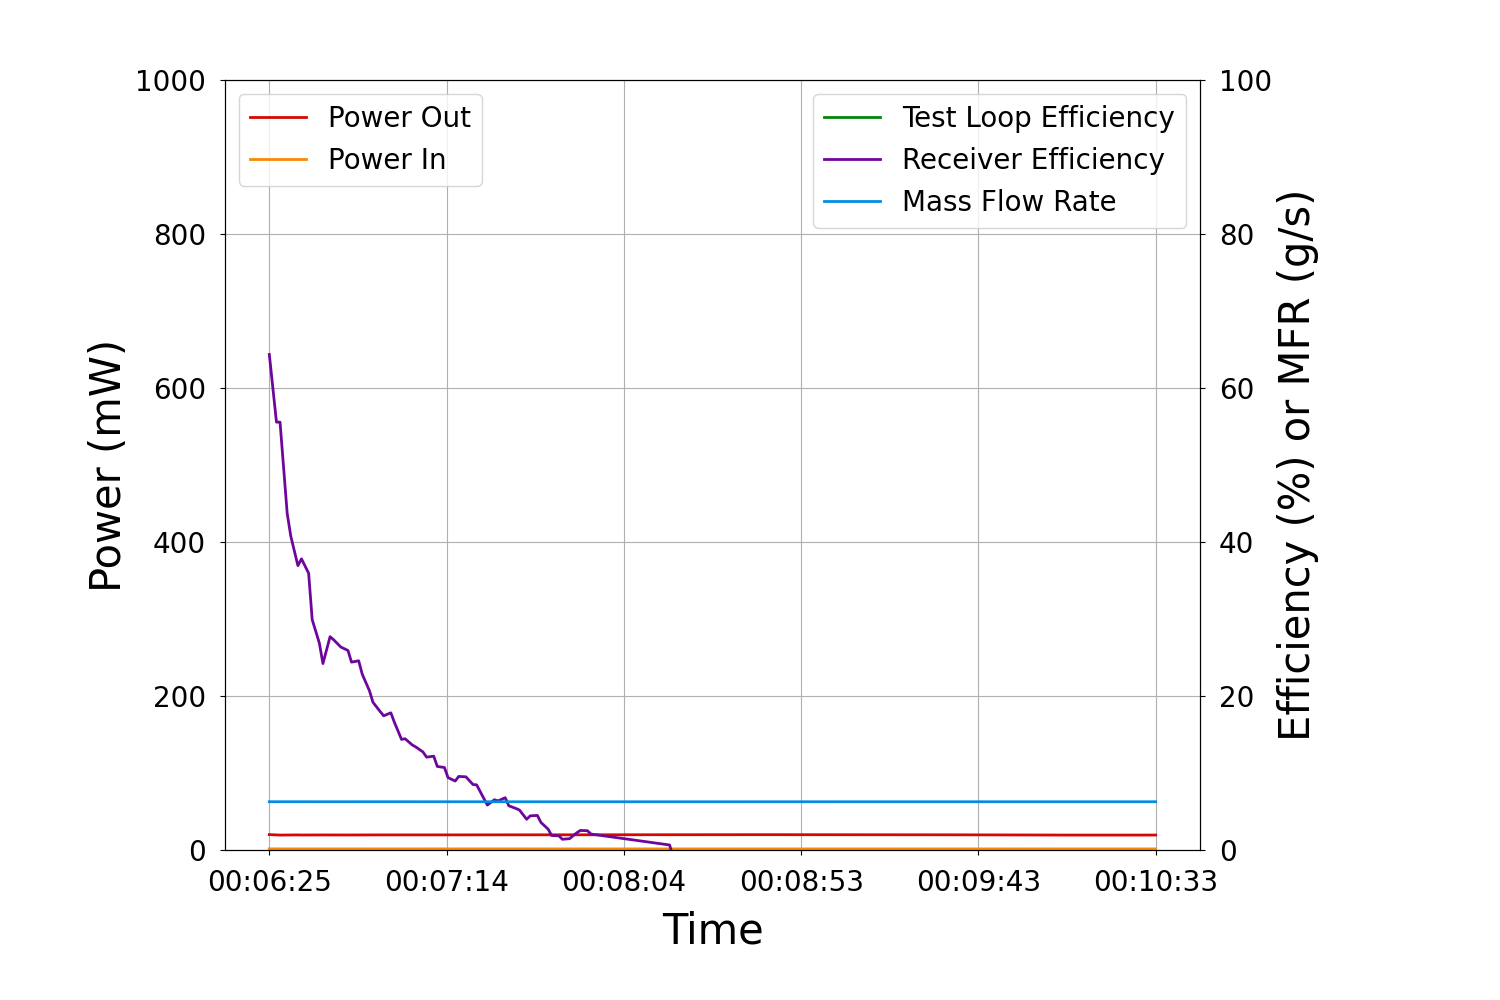 1000
800
600
400
200
0
Power (mW)
Power Out
Power In
Test Loop Efficiency
Receiver Efficiency
Mass Flow Rate
100
80
60
40
20
0
Efficiency (%) or MFR (g/s)
00:06:25
00:07:14
00:08:04
00:08:53
00:09:43
00:10:33
Time